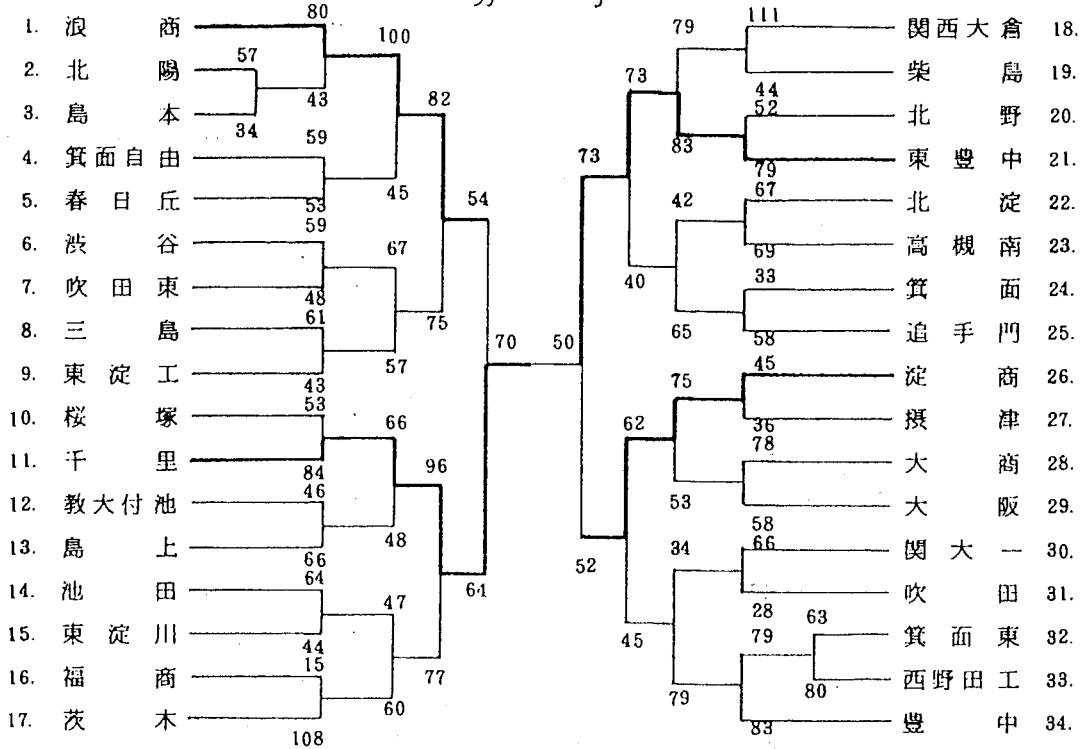 男子
1. 浪商
2. 北陽
3. 島本
4. 箕面自由
5. 春日丘
6. 渋谷
7. 吹田東
8. 三島
9. 東淀工
10. 桜塚
11. 千里
12. 教大付池
13. 島上
14. 池田
15. 東淀川
16. 福商
17. 茨木
80
57
43
34
59
53
59
48
61
43
53
84
46
66
64
44
15
108
100
45
67
57
66
48
47
60
82
75
96
77
54
64
70
50
73
52
73
40
62
45
79
83
42
65
75
53
34
79
111
44
52
79
67
69
33
58
45
36
78
58
66
28
79
83
63
80
関西大倉 18.
柴島 19.
北野 20.
東豊中 21.
北淀 22.
高槻南 23.
箕面 24.
追手門 25.
淀商 26.
摂津 27.
大商 28.
大阪 29.
関大一 30.
吹田 31.
箕面東 32.
西野田工 33.
豊中 34.